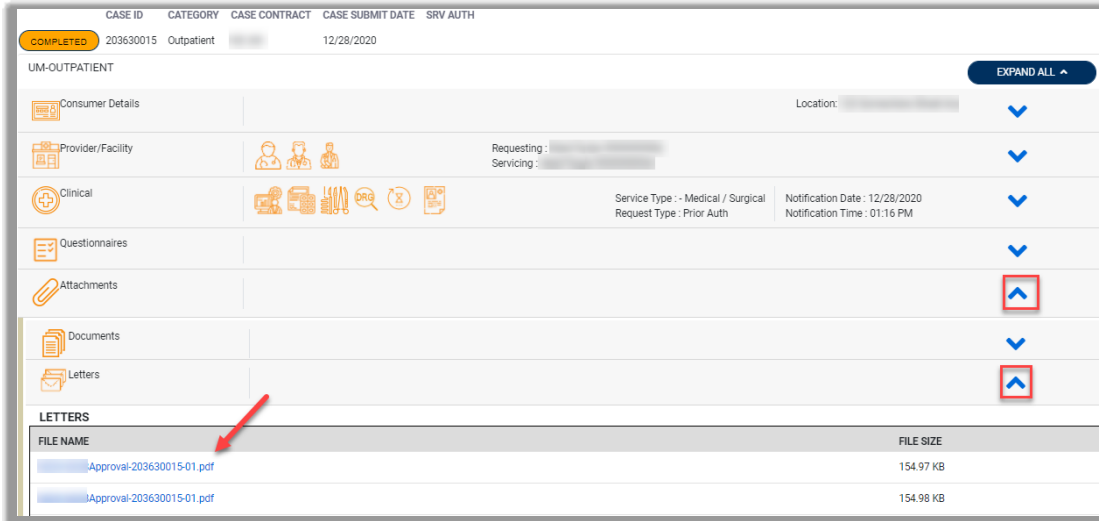 CASE ID CATEGORY CASE CONTRACT CASE SUBMIT DATE SRV AUTH
COMPLETED 203630015 Outpatient 12/28/2020
UM-OUTPATIENT EXPAND ALL
Consumer Details Location:
Provider/Facility Requesting :
Servicing :
Clinical DRG Service Type : - Medical / Surgical Notification Date : 12/28/2020
Request Type : Prior Auth Notification Time : 01:16 PM
Questionnaires
Attachments
Documents
Letters
LETTERS
FILE NAME FILE SIZE
Approval-203630015-01.pdf 154.97 KB
Approval-203630015-01.pdf 154.98 KB